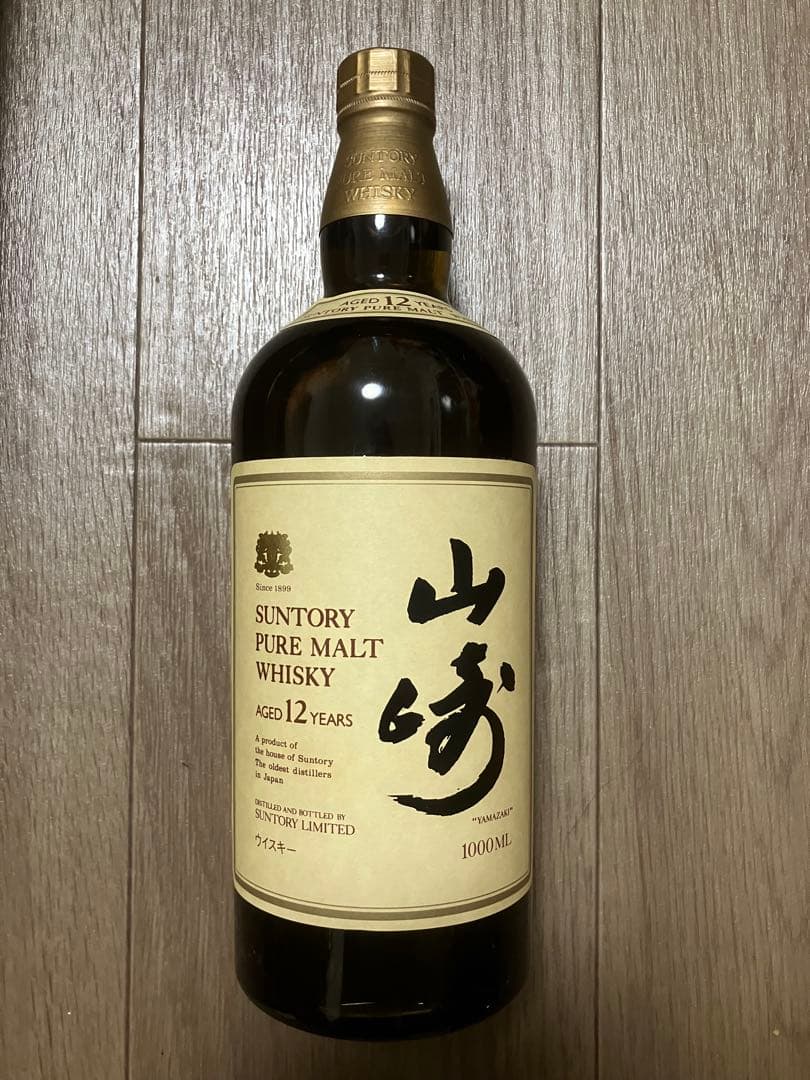 SUNTORY
PURE MALT
WHISKY
AGED 12 YEARS
SUNTORY PURE MALT
Since 1899
SUNTORY
PURE MALT
WHISKY
AGED 12 YEARS
A product of
the house of Suntory
The oldest distillers
in Japan
DISTILLED AND BOTTLED BY
SUNTORY LIMITED
ウイスキー
山崎
"YAMAZAKI"
1000ML